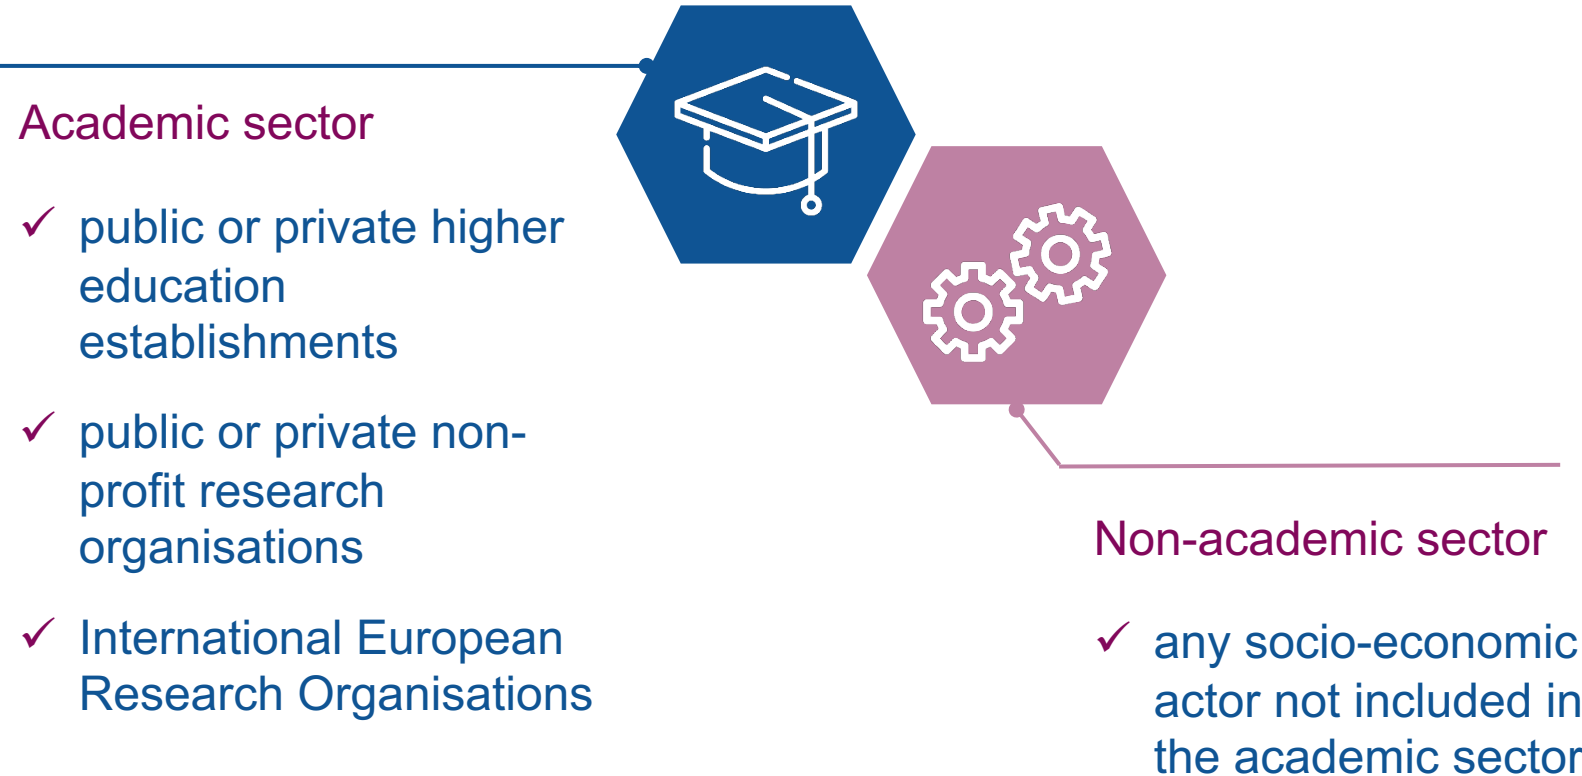 Academic sector
✓ public or private higher
education
establishments
✓ public or private non-
profit research
organisations
✓ International European
Research Organisations
Non-academic sector
✓ any socio-economic
actor not included in
the academic sector